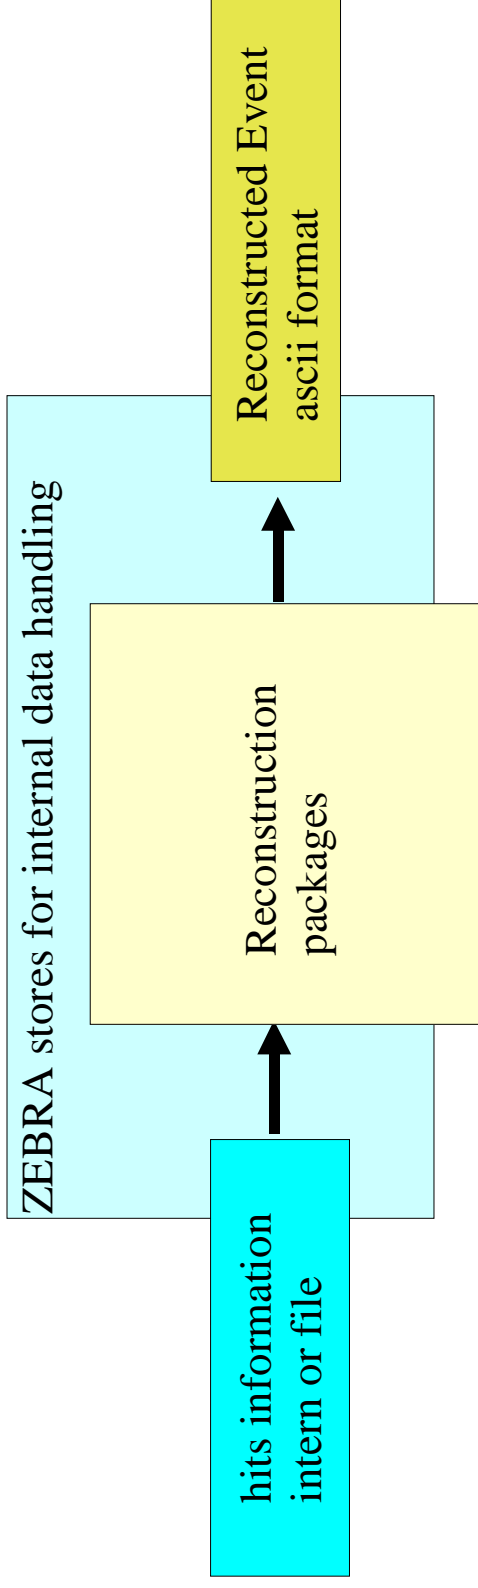 ZEBRA stores for internal data handling
hits information
intern or file
Reconstruction
packages
Reconstructed Event
ascii format